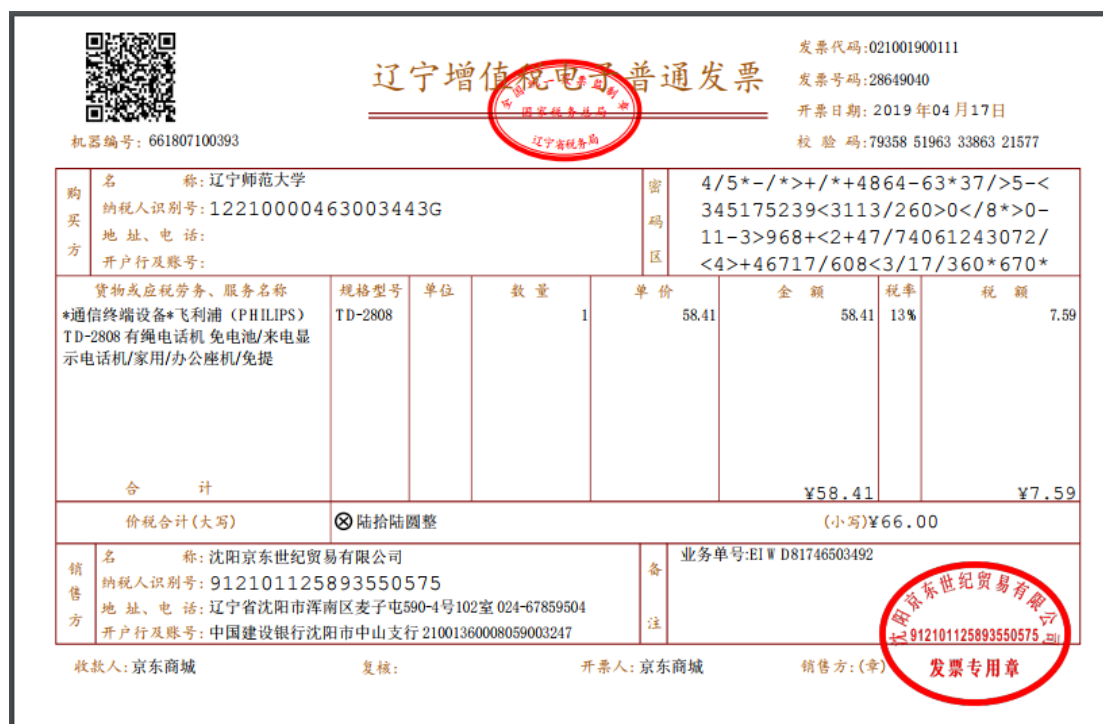 辽宁增值税电子普通发票
全国统一发票监制章
国家税务总局
辽宁省税务局
发票代码:021001900111
发票号码:28649040
开票日期: 2019年04月17日
校 验 码:79358 51963 33863 21577
机器编号: 661807100393
购买方
名 称:辽宁师范大学
纳税人识别号:12210000463003443G
地 址、电 话:
开户行及账号:
密码区
4/5*-/*>+/*+4864-63*37/>5-<
345175239<3113/260>0</8*>0-
11-3>968+<2+47/74061243072/
<4>+46717/608<3/17/360*670*
货物或应税劳务、服务名称 规格型号 单位 数 量 单 价 金 额 税率 税 额
*通信终端设备*飞利浦（PHILIPS） TD-2808 1 58.41 58.41 13% 7.59
TD-2808 有绳电话机 免电池/来电显
示电话机/家用/办公座机/免提
合 计 ¥58.41 ¥7.59
价税合计(大写) ⊗陆拾陆圆整 (小写)¥66.00
销售方
名 称:沈阳京东世纪贸易有限公司
纳税人识别号:912101125893550575
地 址、电 话:辽宁省沈阳市浑南区麦子屯590-4号102室 024-67859504
开户行及账号:中国建设银行沈阳市中山支行 21001360008059003247
备注
业务单号:EIWD81746503492
沈阳京东世纪贸易有限公司
912101125893550575
发票专用章
收款人:京东商城 复核: 开票人:京东商城 销售方:(章)